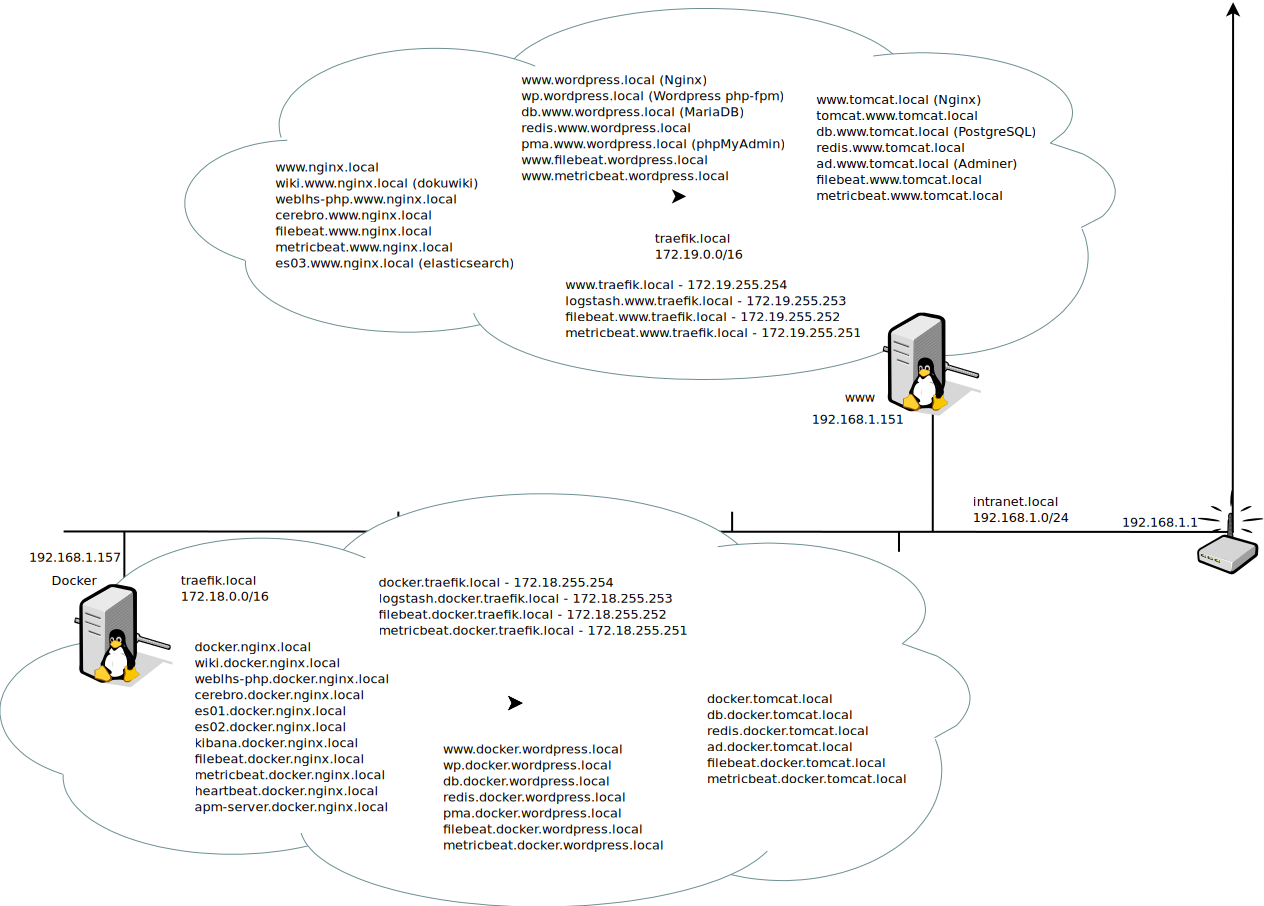 www.wordpress.local (Nginx)
wp.wordpress.local (Wordpress php-fpm)
db.www.wordpress.local (MariaDB)
redis.www.wordpress.local
pma.www.wordpress.local (phpMyAdmin)
www.filebeat.wordpress.local
www.metricbeat.wordpress.local
www.tomcat.local (Nginx)
tomcat.www.tomcat.local
db.www.tomcat.local (PostgreSQL)
redis.www.tomcat.local
ad.www.tomcat.local (Adminer)
filebeat.www.tomcat.local
metricbeat.www.tomcat.local
www.nginx.local
wiki.www.nginx.local (dokuwiki)
weblhs-php.www.nginx.local
cerebro.www.nginx.local
filebeat.www.nginx.local
metricbeat.www.nginx.local
es03.www.nginx.local (elasticsearch)
traefik.local
172.19.0.0/16
www.traefik.local - 172.19.255.254
logstash.www.traefik.local - 172.19.255.253
filebeat.www.traefik.local - 172.19.255.252
metricbeat.www.traefik.local - 172.19.255.251
www
192.168.1.151
intranet.local
192.168.1.0/24
192.168.1.1
192.168.1.157
Docker
traefik.local
172.18.0.0/16
docker.traefik.local - 172.18.255.254
logstash.docker.traefik.local - 172.18.255.253
filebeat.docker.traefik.local - 172.18.255.252
metricbeat.docker.traefik.local - 172.18.255.251
docker.nginx.local
wiki.docker.nginx.local
weblhs-php.docker.nginx.local
cerebro.docker.nginx.local
es01.docker.nginx.local
es02.docker.nginx.local
kibana.docker.nginx.local
filebeat.docker.nginx.local
metricbeat.docker.nginx.local
heartbeat.docker.nginx.local
apm-server.docker.nginx.local
www.docker.wordpress.local
wp.docker.wordpress.local
db.docker.wordpress.local
redis.docker.wordpress.local
pma.docker.wordpress.local
filebeat.docker.wordpress.local
metricbeat.docker.wordpress.local
docker.tomcat.local
db.docker.tomcat.local
redis.docker.tomcat.local
ad.docker.tomcat.local
filebeat.docker.tomcat.local
metricbeat.docker.tomcat.local